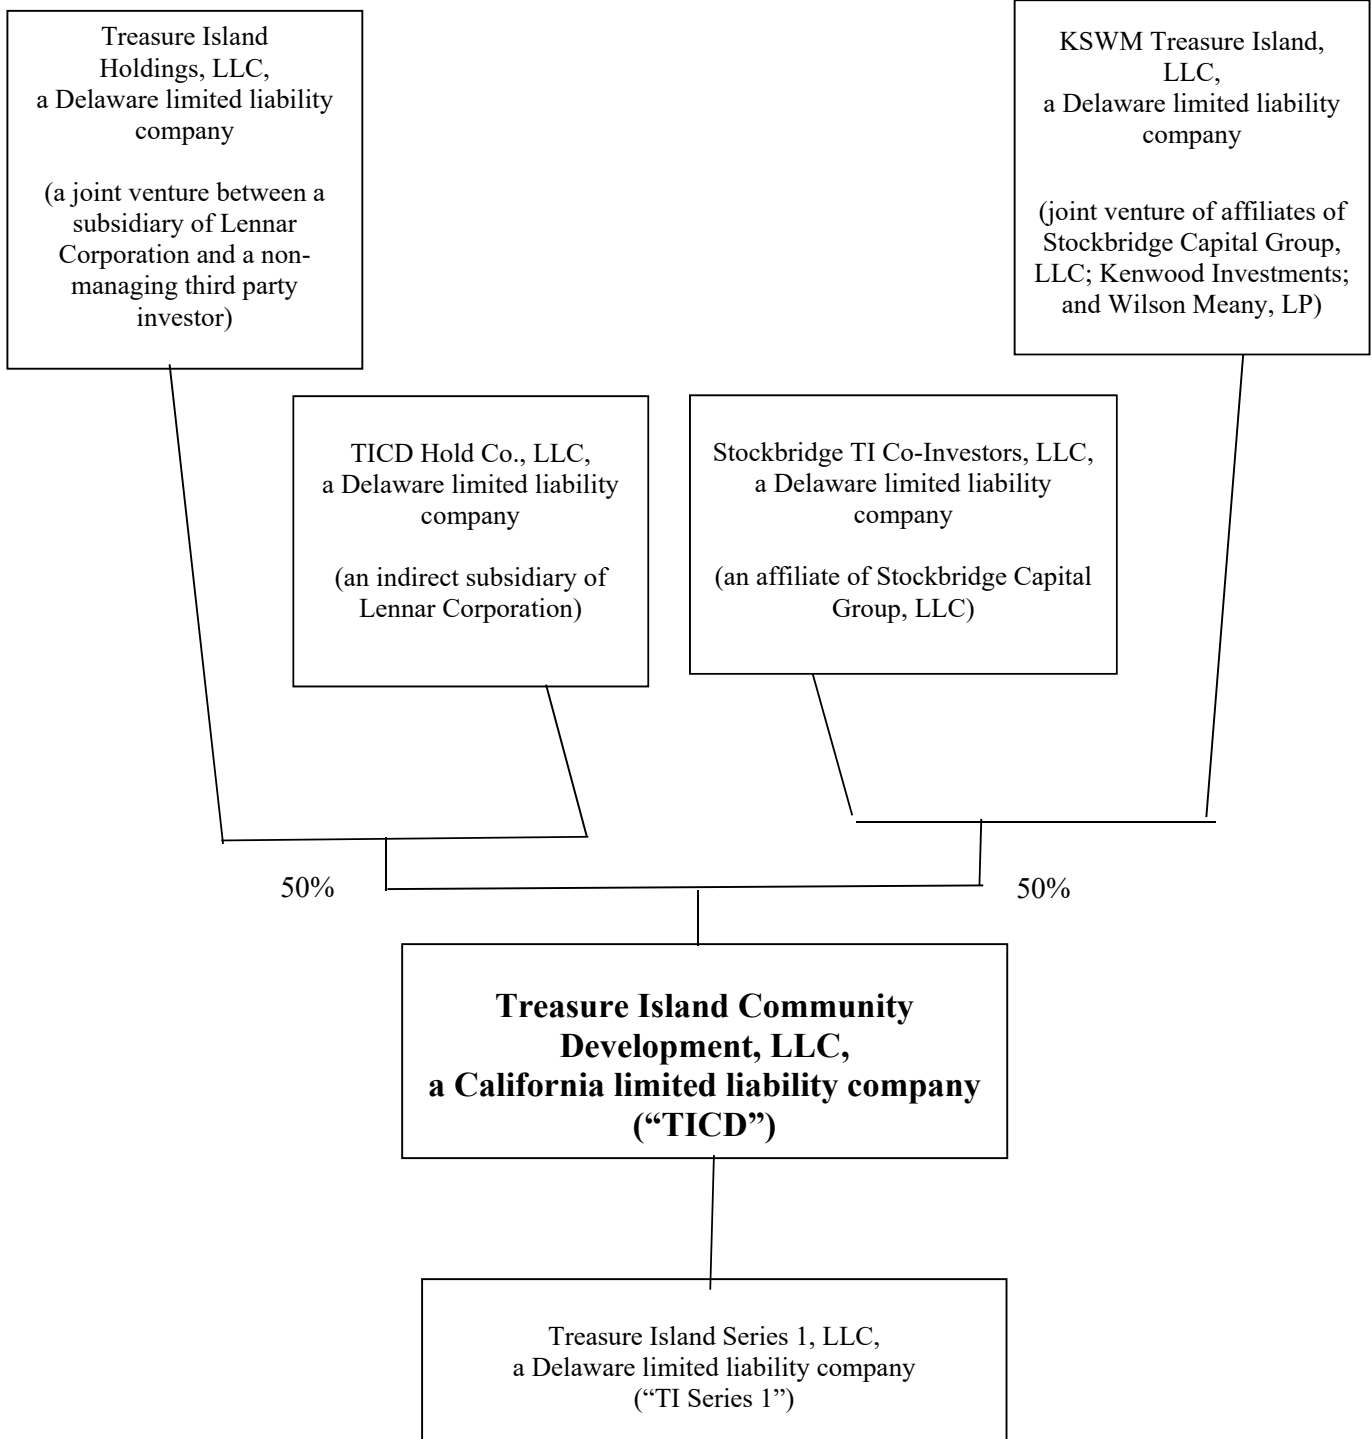 Treasure Island
Holdings, LLC,
a Delaware limited liability
company
(a joint venture between a
subsidiary of Lennar
Corporation and a non-
managing third party
investor)
KSWM Treasure Island,
LLC,
a Delaware limited liability
company
(joint venture of affiliates of
Stockbridge Capital Group,
LLC; Kenwood Investments;
and Wilson Meany, LP)
TICD Hold Co., LLC,
a Delaware limited liability
company
(an indirect subsidiary of
Lennar Corporation)
Stockbridge TI Co-Investors, LLC,
a Delaware limited liability
company
(an affiliate of Stockbridge Capital
Group, LLC)
50%
50%
Treasure Island Community
Development, LLC,
a California limited liability company
(“TICD”)
Treasure Island Series 1, LLC,
a Delaware limited liability company
(“TI Series 1”)